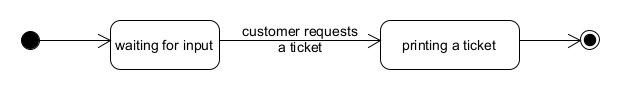 waiting for input
customer requests
a ticket
printing a ticket